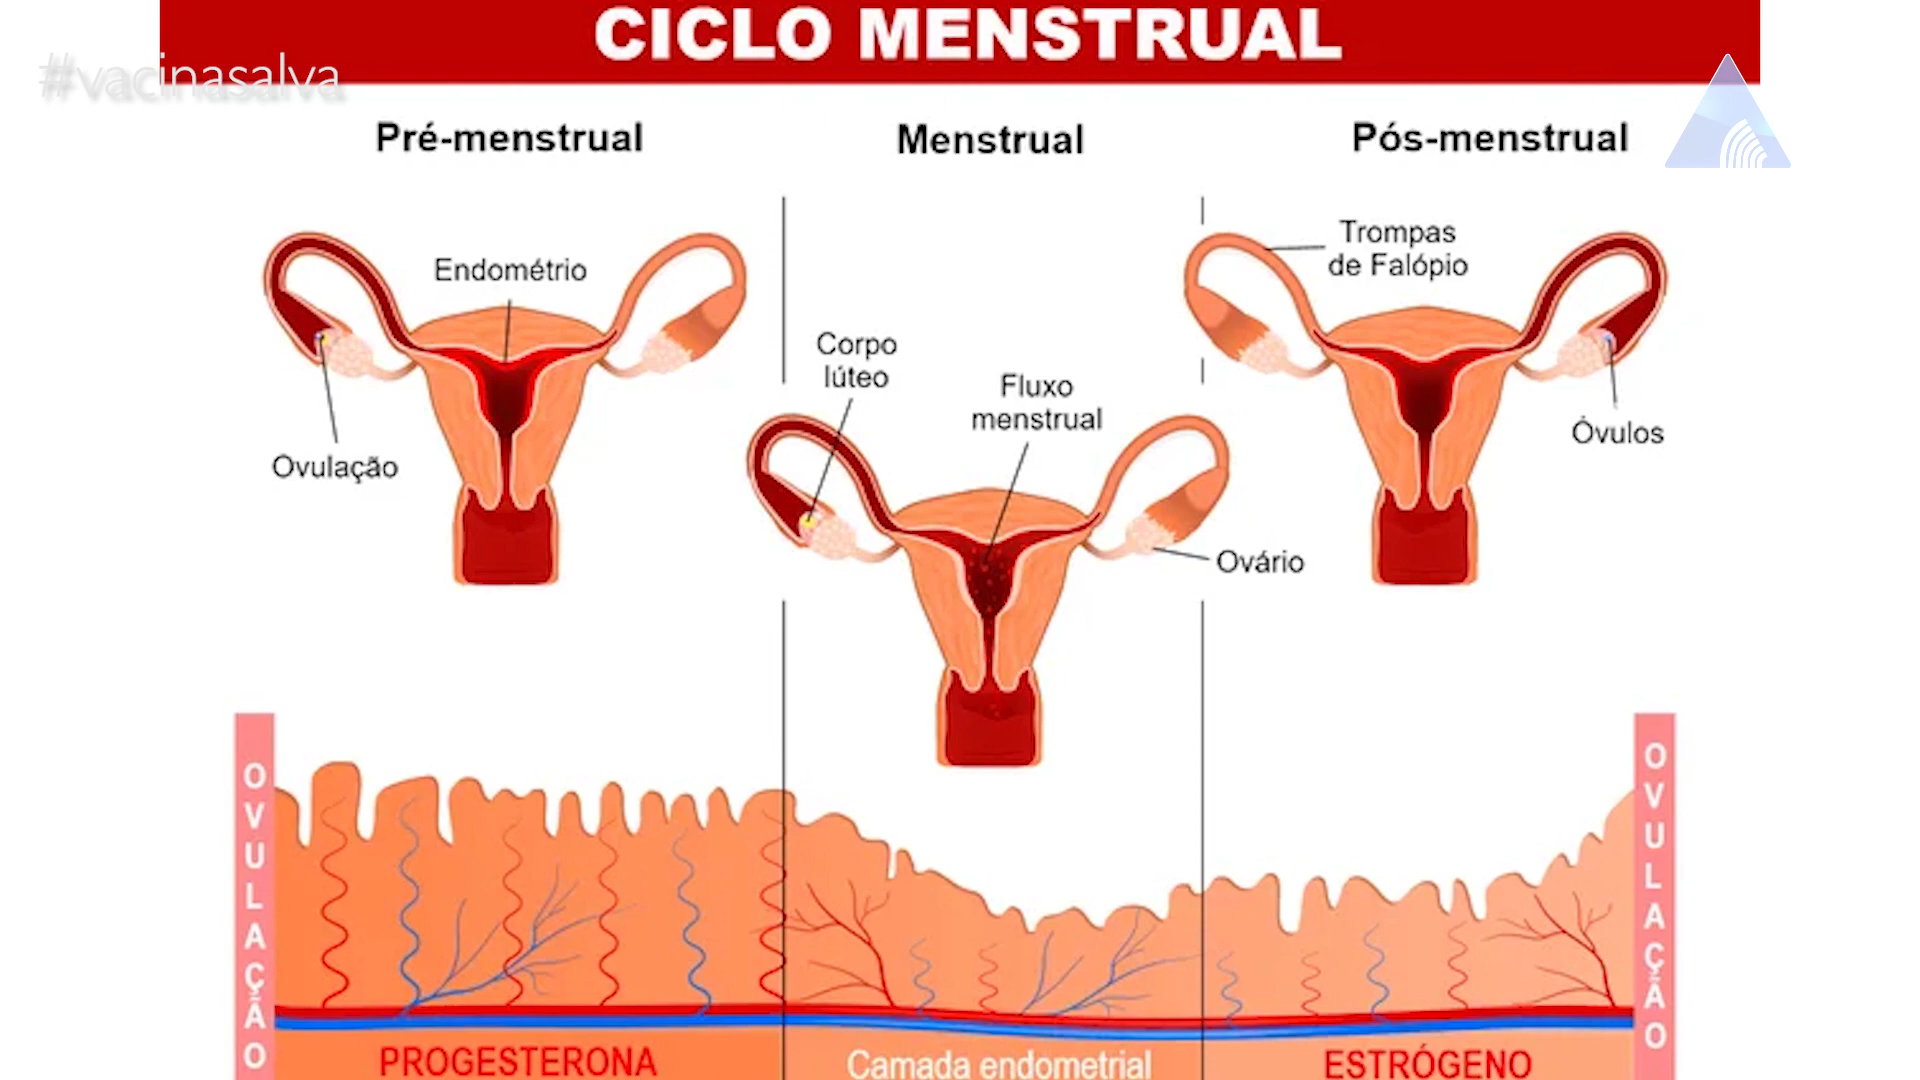 CICLO MENSTRUAL
#vacinasalva
Pré-menstrual
Menstrual
Pós-menstrual
Endométrio
Ovulação
Corpo
lúteo
Fluxo
menstrual
Ovário
Trompas
de Falópio
Óvulos
OVULAÇÃO
OVULAÇÃO
PROGESTERONA
Camada endometrial
ESTRÓGENO